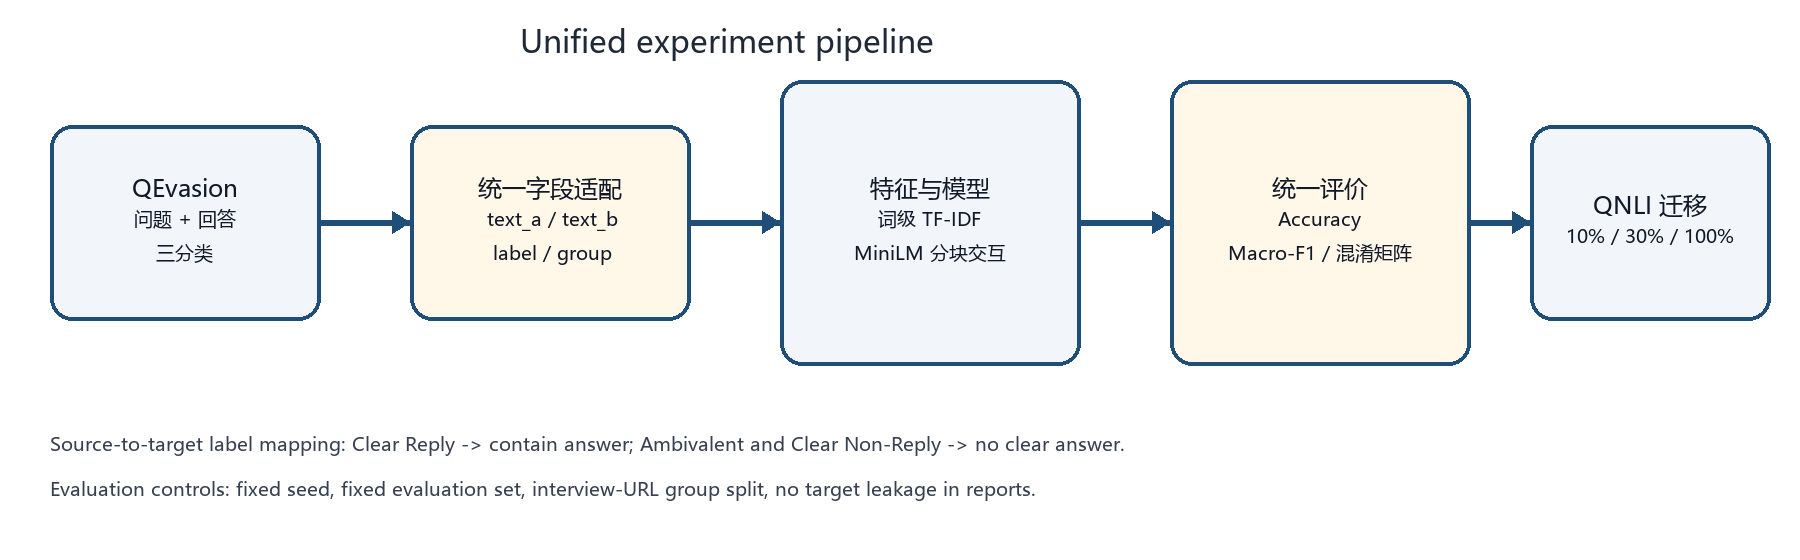 Unified experiment pipeline
QEvasion
问题 + 回答
三分类
统一字段适配
text_a / text_b
label / group
特征与模型
词级 TF-IDF
MiniLM 分块交互
统一评价
Accuracy
Macro-F1 / 混淆矩阵
QNLI 迁移
10% / 30% / 100%
Source-to-target label mapping: Clear Reply -> contain answer; Ambivalent and Clear Non-Reply -> no clear answer.
Evaluation controls: fixed seed, fixed evaluation set, interview-URL group split, no target leakage in reports.